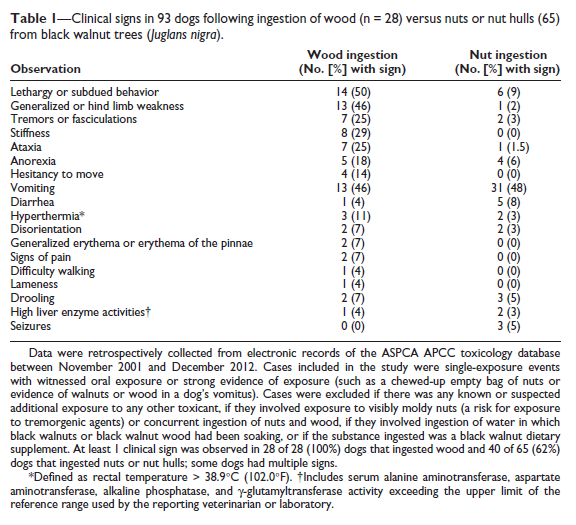 Table 1—Clinical signs in 93 dogs following ingestion of wood (n = 28) versus nuts or nut hulls (65)
from black walnut trees (Juglans nigra).
Wood ingestion Nut ingestion
Observation (No. [%] with sign) (No. [%] with sign)
Lethargy or subdued behavior 14 (50) 6 (9)
Generalized or hind limb weakness 13 (46) 1 (2)
Tremors or fasciculations 7 (25) 2 (3)
Stiffness 8 (29) 0 (0)
Ataxia 7 (25) 1 (1.5)
Anorexia 5 (18) 4 (6)
Hesitancy to move 4 (14) 0 (0)
Vomiting 13 (46) 31 (48)
Diarrhea 1 (4) 5 (8)
Hyperthermia* 3 (11) 2 (3)
Disorientation 2 (7) 2 (3)
Generalized erythema or erythema of the pinnae 2 (7) 0 (0)
Signs of pain 2 (7) 0 (0)
Difficulty walking 1 (4) 0 (0)
Lameness 1 (4) 0 (0)
Drooling 2 (7) 3 (5)
High liver enzyme activities† 1 (4) 2 (3)
Seizures 0 (0) 3 (5)
Data were retrospectively collected from electronic records of the ASPCA APCC toxicology database
between November 2001 and December 2012. Cases included in the study were single-exposure events
with witnessed oral exposure or strong evidence of exposure (such as a chewed-up empty bag of nuts or
evidence of walnuts or wood in a dog's vomitus). Cases were excluded if there was any known or suspected
additional exposure to any other toxicant, if they involved exposure to visibly moldy nuts (a risk for exposure
to tremorgenic agents) or concurrent ingestion of nuts and wood, if they involved ingestion of water in which
black walnuts or black walnut wood had been soaking, or if the substance ingested was a black walnut dietary
supplement. At least 1 clinical sign was observed in 28 of 28 (100%) dogs that ingested wood and 40 of 65 (62%)
dogs that ingested nuts or nut hulls; some dogs had multiple signs.
*Defined as rectal temperature > 38.9°C (102.0°F). †Includes serum alanine aminotransferase, aspartate
aminotransferase, alkaline phosphatase, and γ-glutamyltransferase activity exceeding the upper limit of the
reference range used by the reporting veterinarian or laboratory.